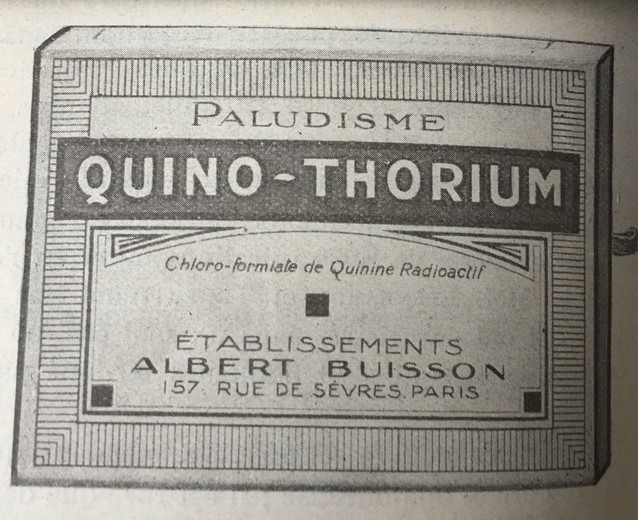 PALUDISME
QUINO-THORIUM
Chloro-formiate de Quinine Radioactif
ÉTABLISSEMENTS
ALBERT BUISSON
157. RUE DE SÈVRES. PARIS